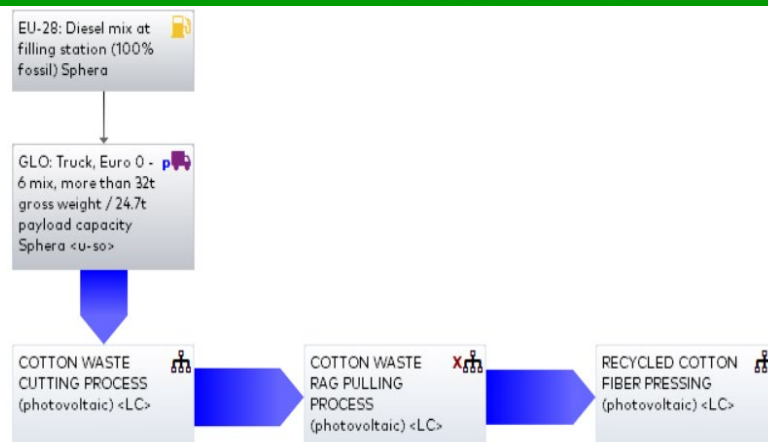 EU-28: Diesel mix at
filling station (100%
fossil) Sphera
GLO: Truck, Euro 0 - p
6 mix, more than 32t
gross weight / 24.7t
payload capacity
Sphera <u-so>
COTTON WASTE
CUTTING PROCESS
(photovoltaic) <LC>
COTTON WASTE X
RAG PULLING
PROCESS
(photovoltaic) <LC>
RECYCLED COTTON
FIBER PRESSING
(photovoltaic) <LC>